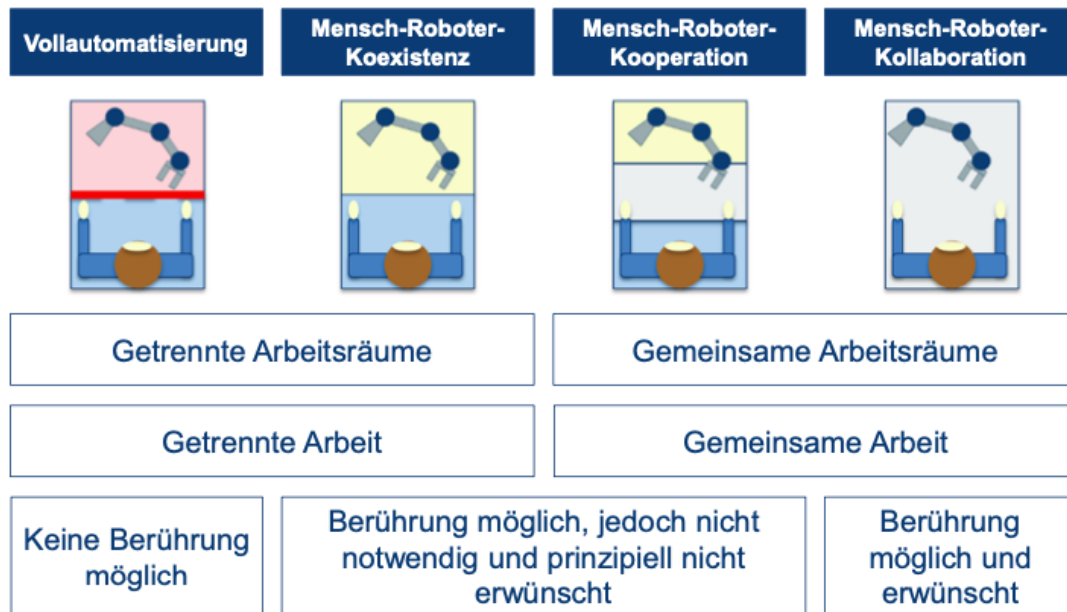 Vollautomatisierung
Mensch-Roboter-
Koexistenz
Mensch-Roboter-
Kooperation
Mensch-Roboter-
Kollaboration
Getrennte Arbeitsräume
Gemeinsame Arbeitsräume
Getrennte Arbeit
Gemeinsame Arbeit
Keine Berührung
möglich
Berührung möglich, jedoch nicht
notwendig und prinzipiell nicht
erwünscht
Berührung
möglich und
erwünscht